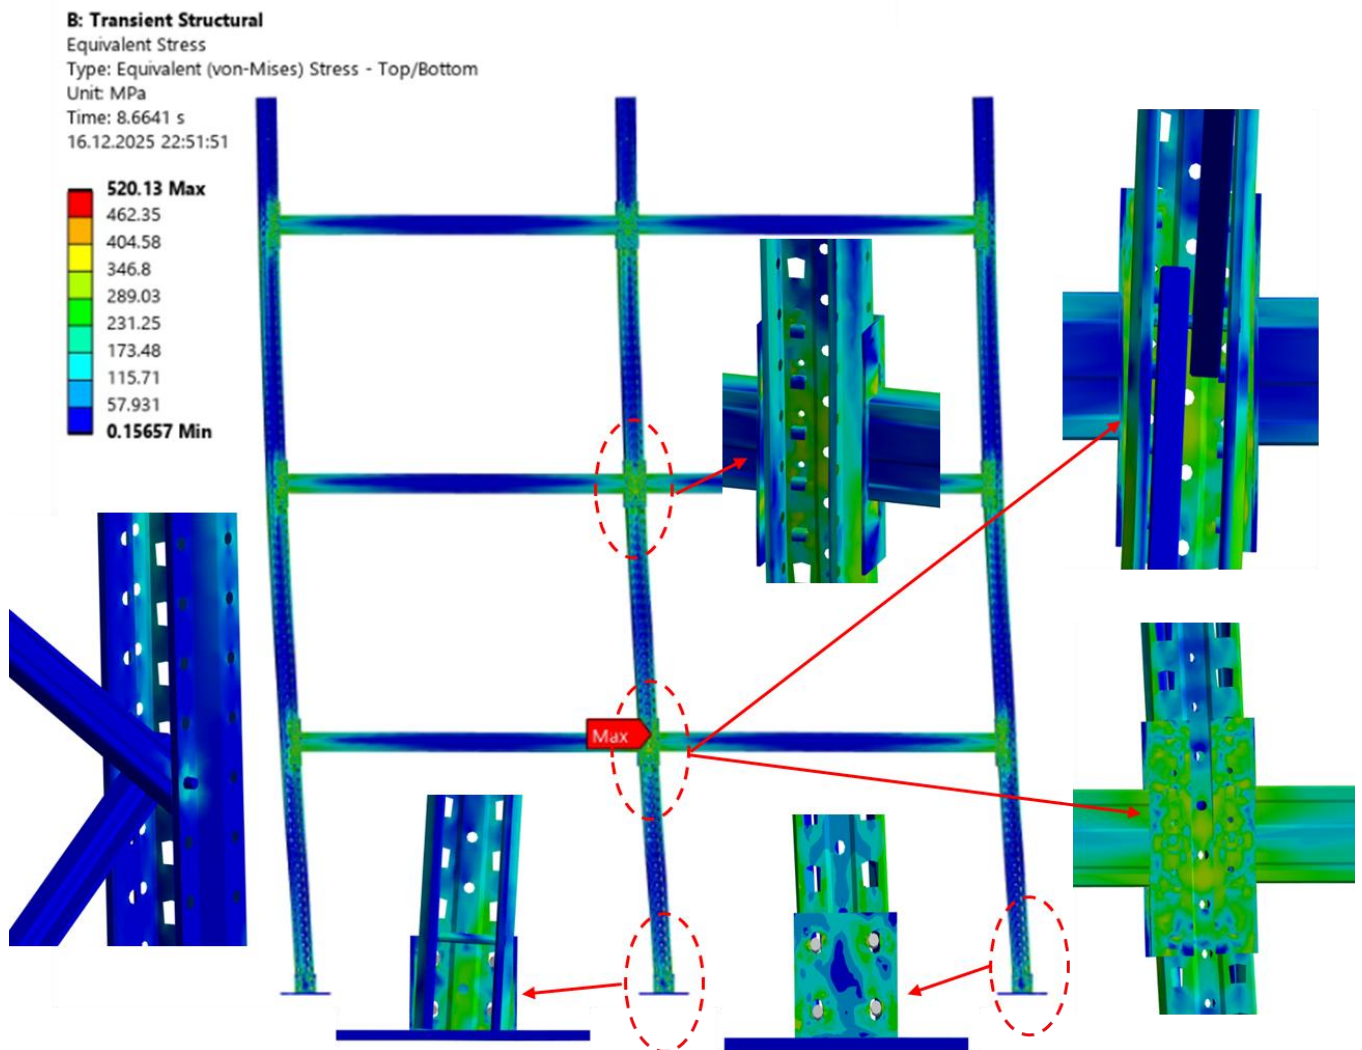 B: Transient Structural
Equivalent Stress
Type: Equivalent (von-Mises) Stress - Top/Bottom
Unit: MPa
Time: 8.6641 s
16.12.2025 22:51:51
520.13 Max
462.35
404.58
346.8
289.03
231.25
173.48
115.71
57.931
0.15657 Min
Max